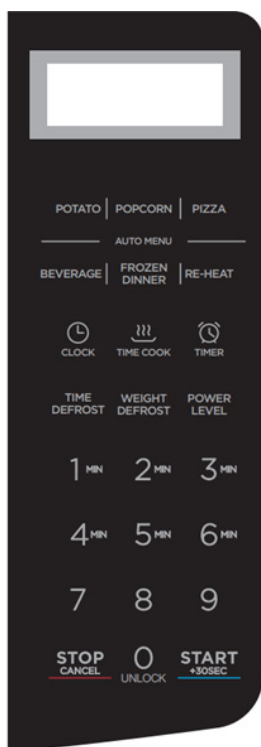 POTATO POPCORN PIZZA
AUTO MENU
BEVERAGE FROZEN DINNER RE-HEAT
CLOCK TIME COOK TIMER
TIME DEFROST WEIGHT DEFROST POWER LEVEL
1 MIN 2 MIN 3 MIN
4 MIN 5 MIN 6 MIN
7 8 9
STOP CANCEL 0 UNLOCK START +30SEC